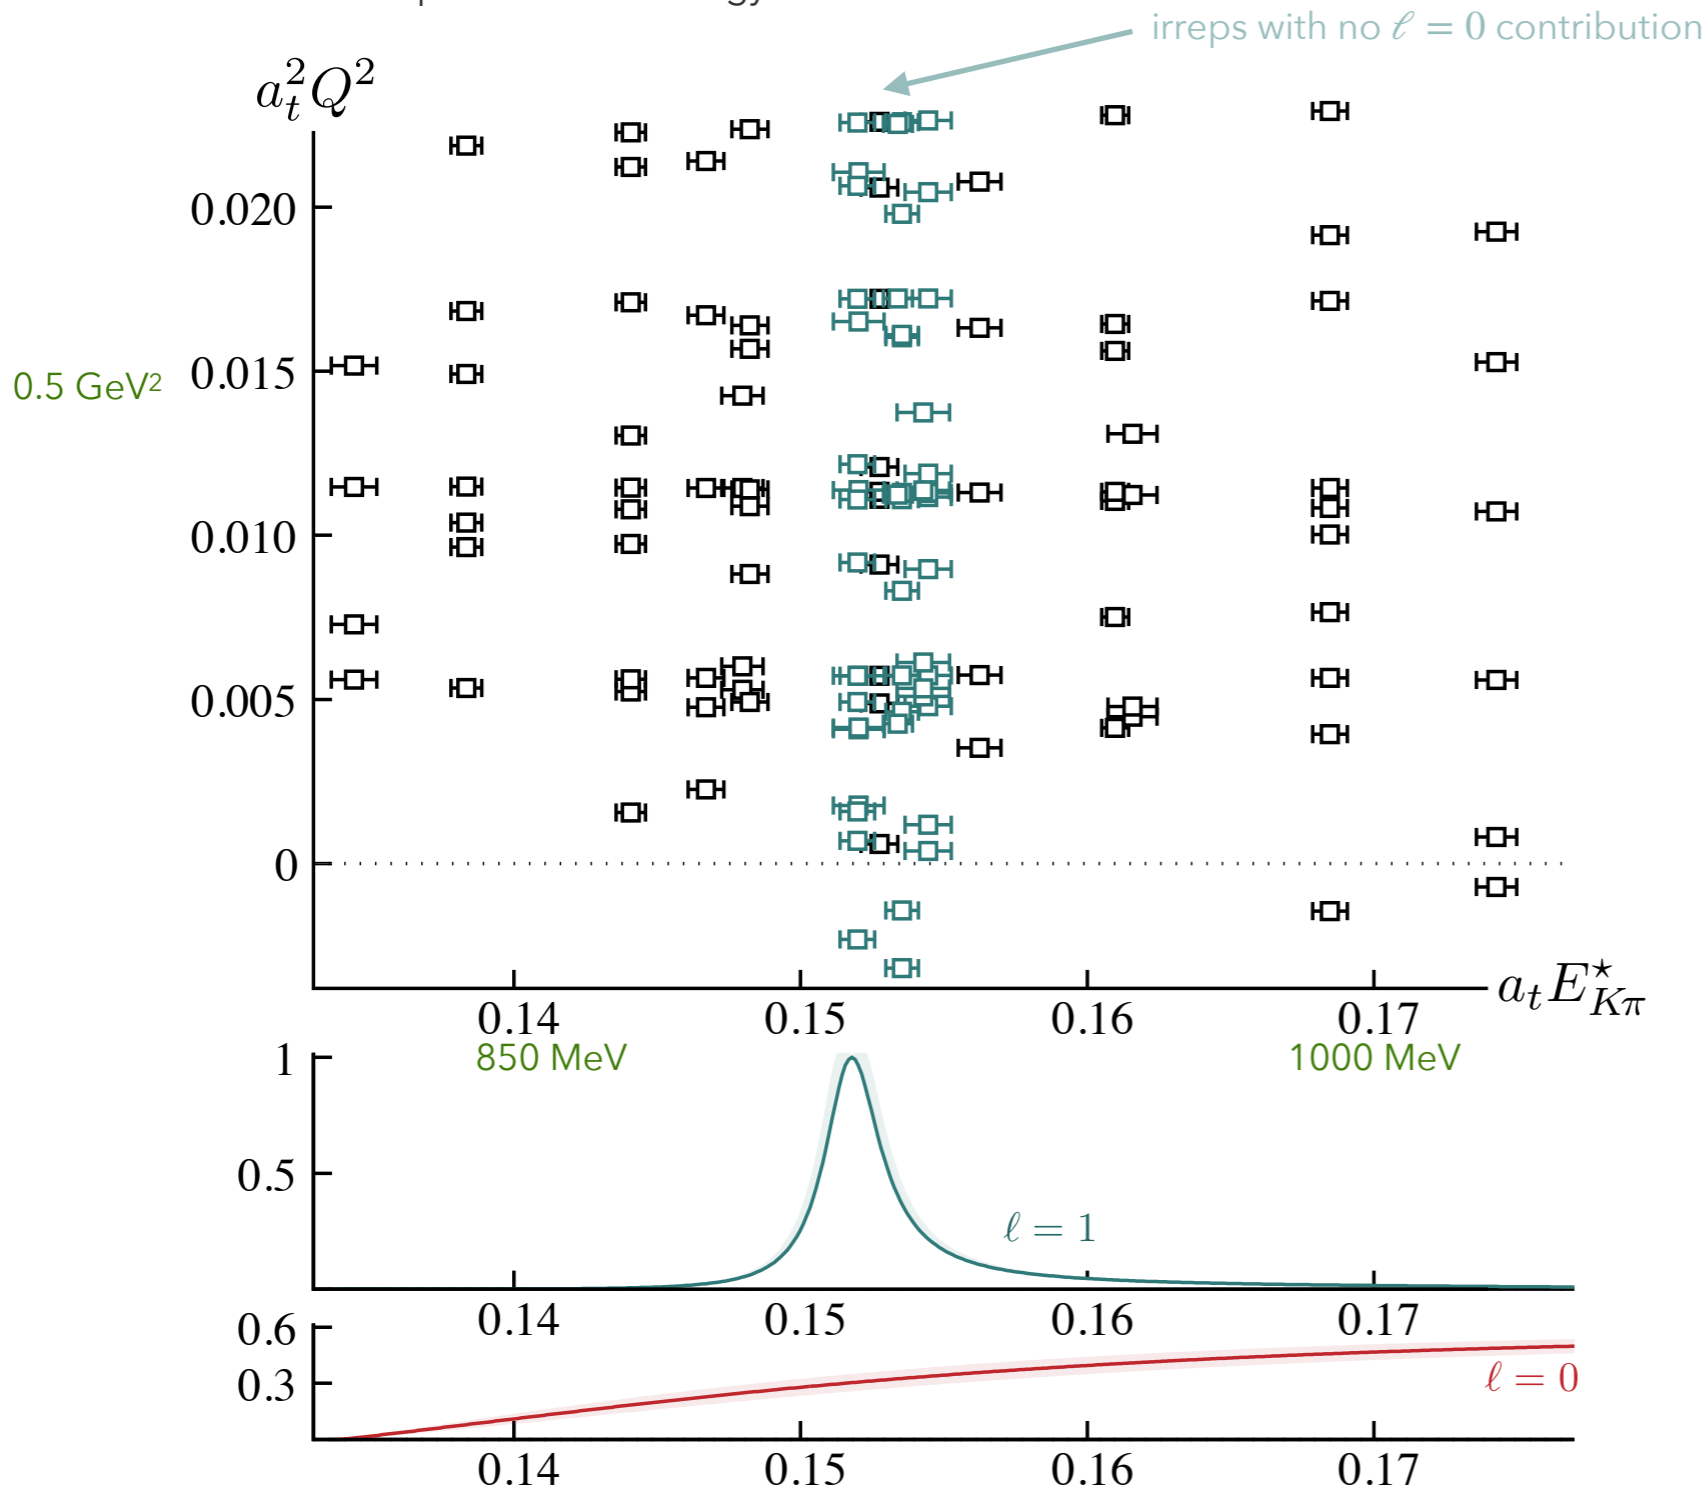 irreps with no ℓ = 0 contribution
a_t^2 Q^2
0.020
0.015
0.5 GeV²
0.010
0.005
0
0.14 0.15 0.16 0.17
a_t E^⋆_{Kπ}
850 MeV 1000 MeV
1
0.5
ℓ = 1
0.14 0.15 0.16 0.17
0.6
0.3
ℓ = 0
0.14 0.15 0.16 0.17